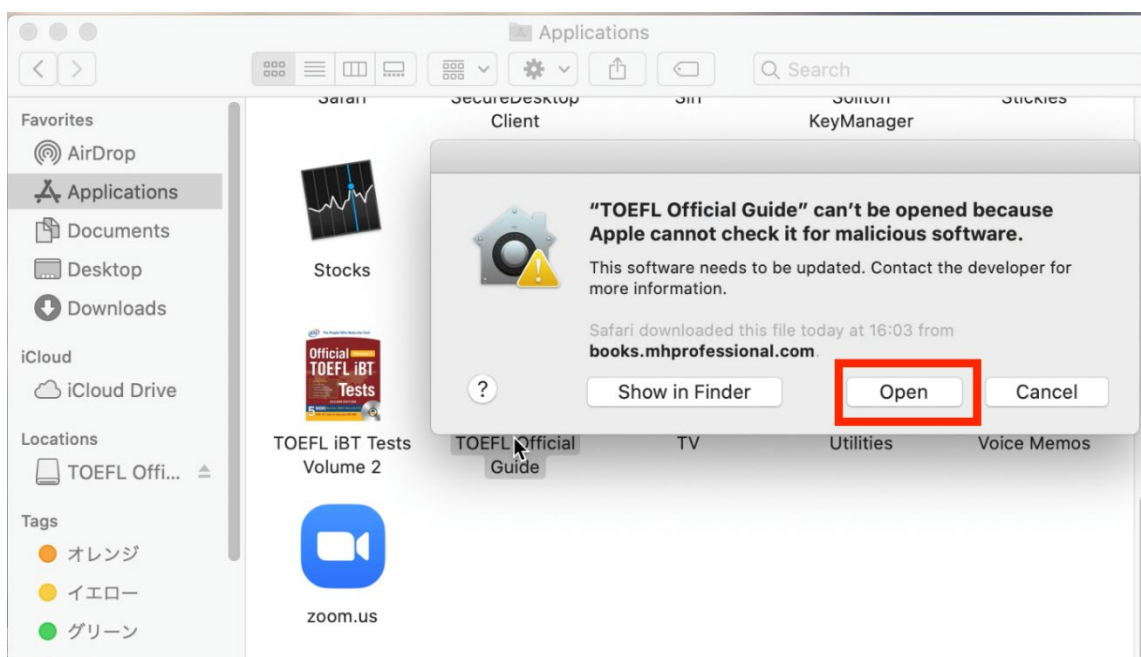 Applications
Search
Favorites
AirDrop
Applications
Documents
Desktop
Downloads
iCloud
iCloud Drive
Locations
TOEFL Offi...
Tags
オレンジ
イエロー
グリーン
Safari
SecureDesktop
Client
Siri
Soliton
KeyManager
Stickies
Stocks
“TOEFL Official Guide” can’t be opened because
Apple cannot check it for malicious software.
This software needs to be updated. Contact the developer for
more information.
Safari downloaded this file today at 16:03 from
books.mhprofessional.com.
?
Show in Finder
Open
Cancel
Official
TOEFL iBT
Tests
TOEFL iBT Tests
Volume 2
TOEFL Official
Guide
TV
Utilities
Voice Memos
zoom.us